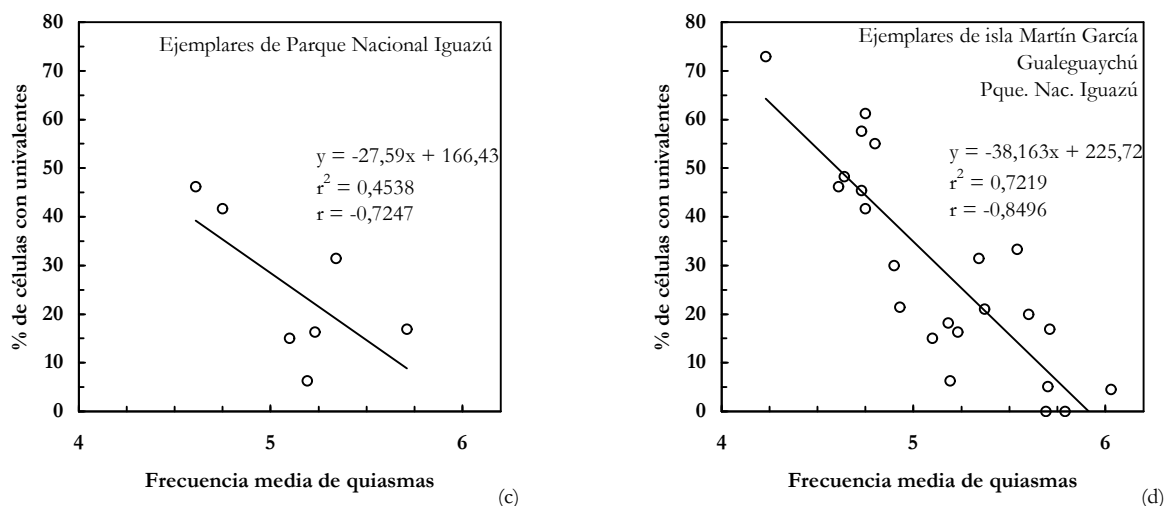 80
70
60
50
40
30
20
10
0
4
5
6
% de células con univalentes
Frecuencia media de quiasmas
Ejemplares de Parque Nacional Iguazú
y = -27,59x + 166,43
r² = 0,4538
r = -0,7247
(c)
80
70
60
50
40
30
20
10
0
4
5
6
% de células con univalentes
Frecuencia media de quiasmas
Ejemplares de isla Martín García
Gualeguaychú
Pque. Nac. Iguazú
y = -38,163x + 225,72
r² = 0,7219
r = -0,8496
(d)